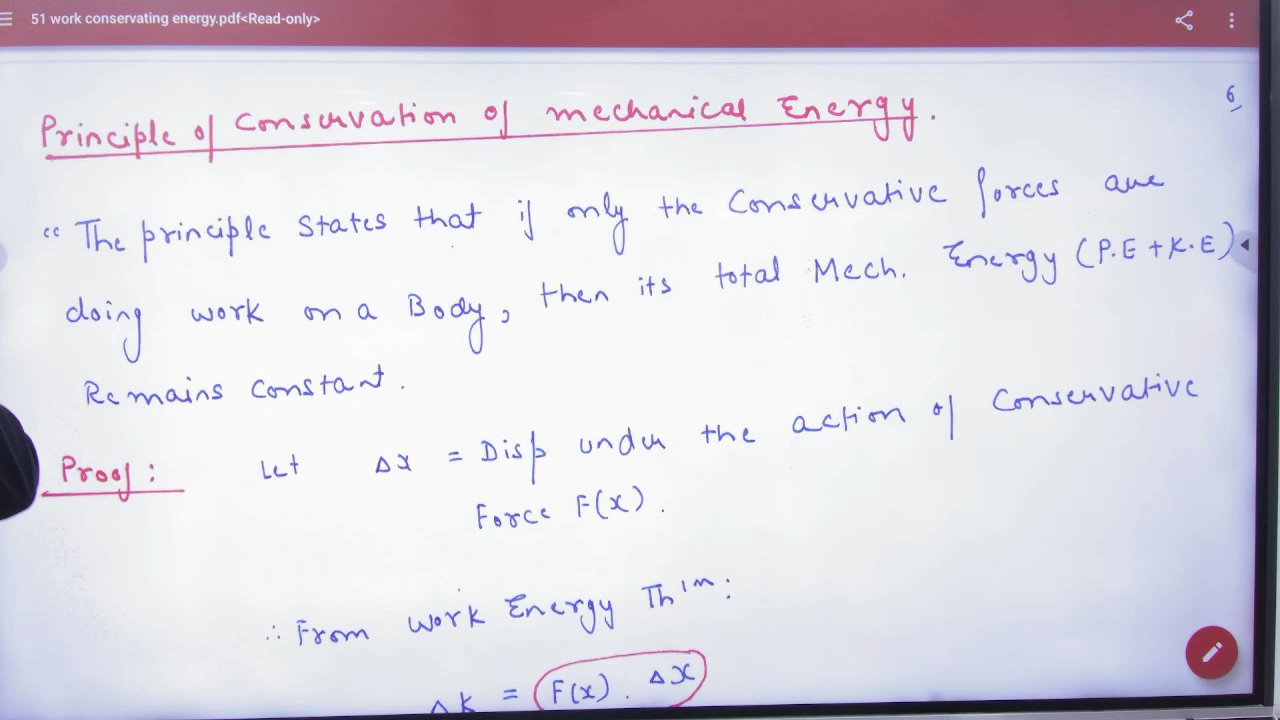 51 work conservating energy.pdf<Read-only>
6
Principle of Conservation of mechanical Energy.
“ The principle states that if only the Conservative forces are
doing work on a Body, then its total Mech. Energy (P.E + K.E)
Remains constant.
Proof : Let Δx = Disp under the action of Conservative
Force F(x).
∴ From work Energy Thm :
ΔK = F(x) . Δx